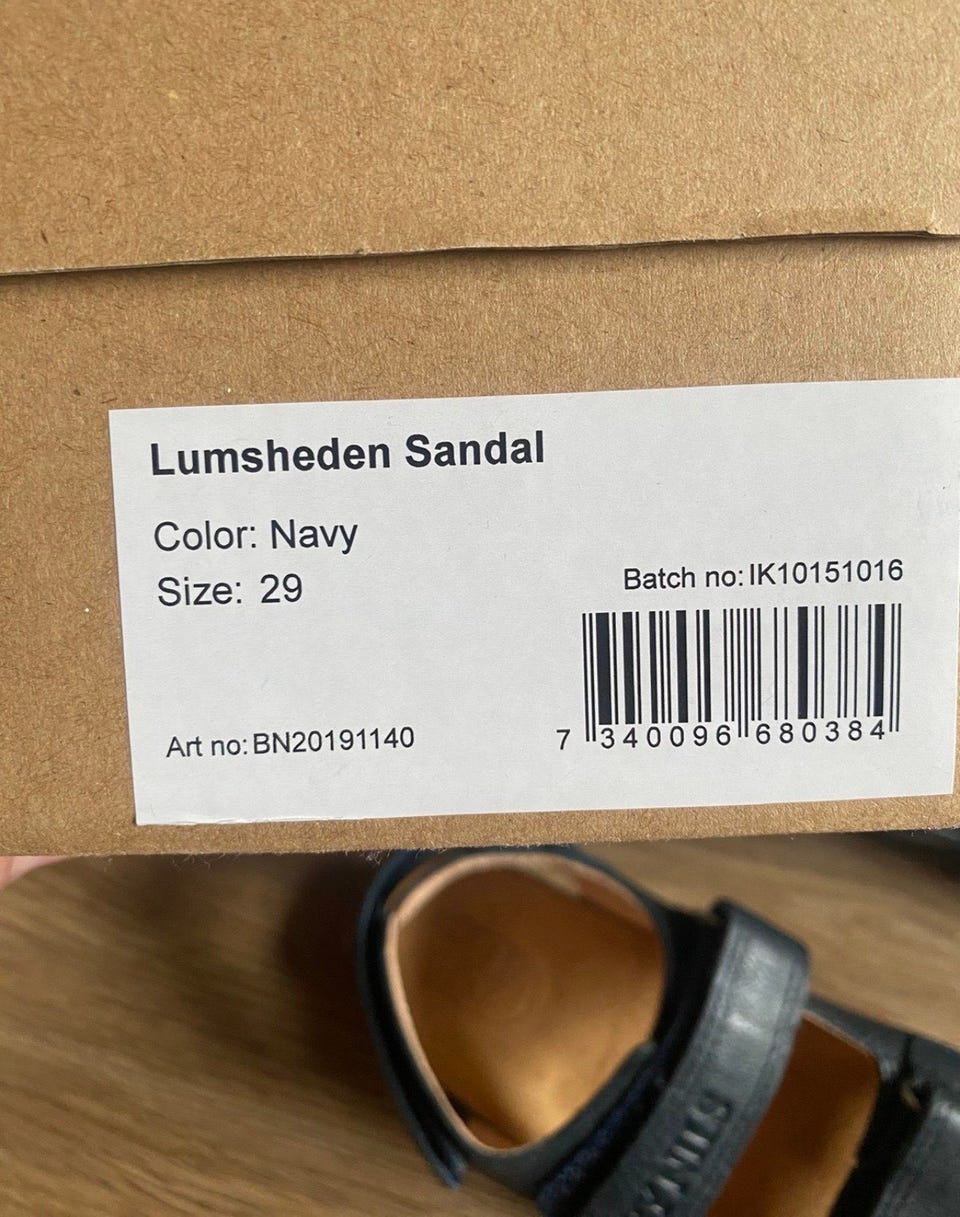 Lumsheden Sandal
Color: Navy
Size: 29
Batch no: IK10151016
Art no: BN20191140
7 340096 680384